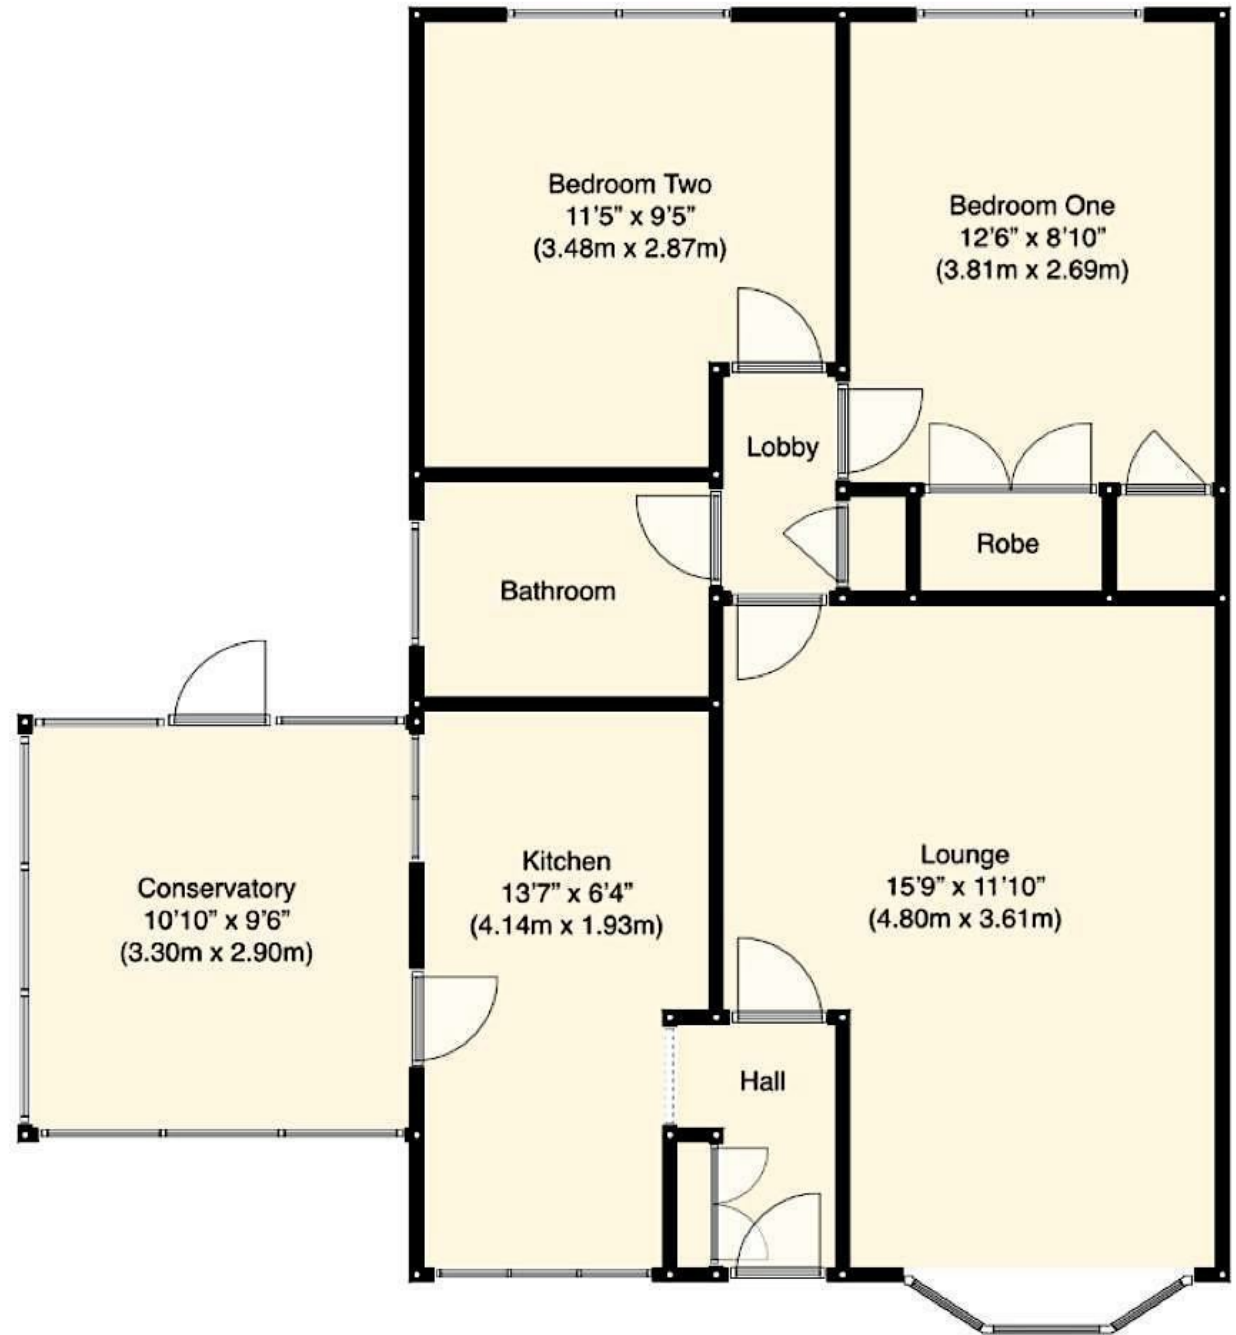 Bedroom Two
11'5” x 9'5”
(3.48m x 2.87m)
Bedroom One
12'6” x 8'10”
(3.81m x 2.69m)
Lobby
Robe
Bathroom
Conservatory
10'10” x 9'6”
(3.30m x 2.90m)
Kitchen
13'7” x 6'4”
(4.14m x 1.93m)
Lounge
15'9” x 11'10”
(4.80m x 3.61m)
Hall